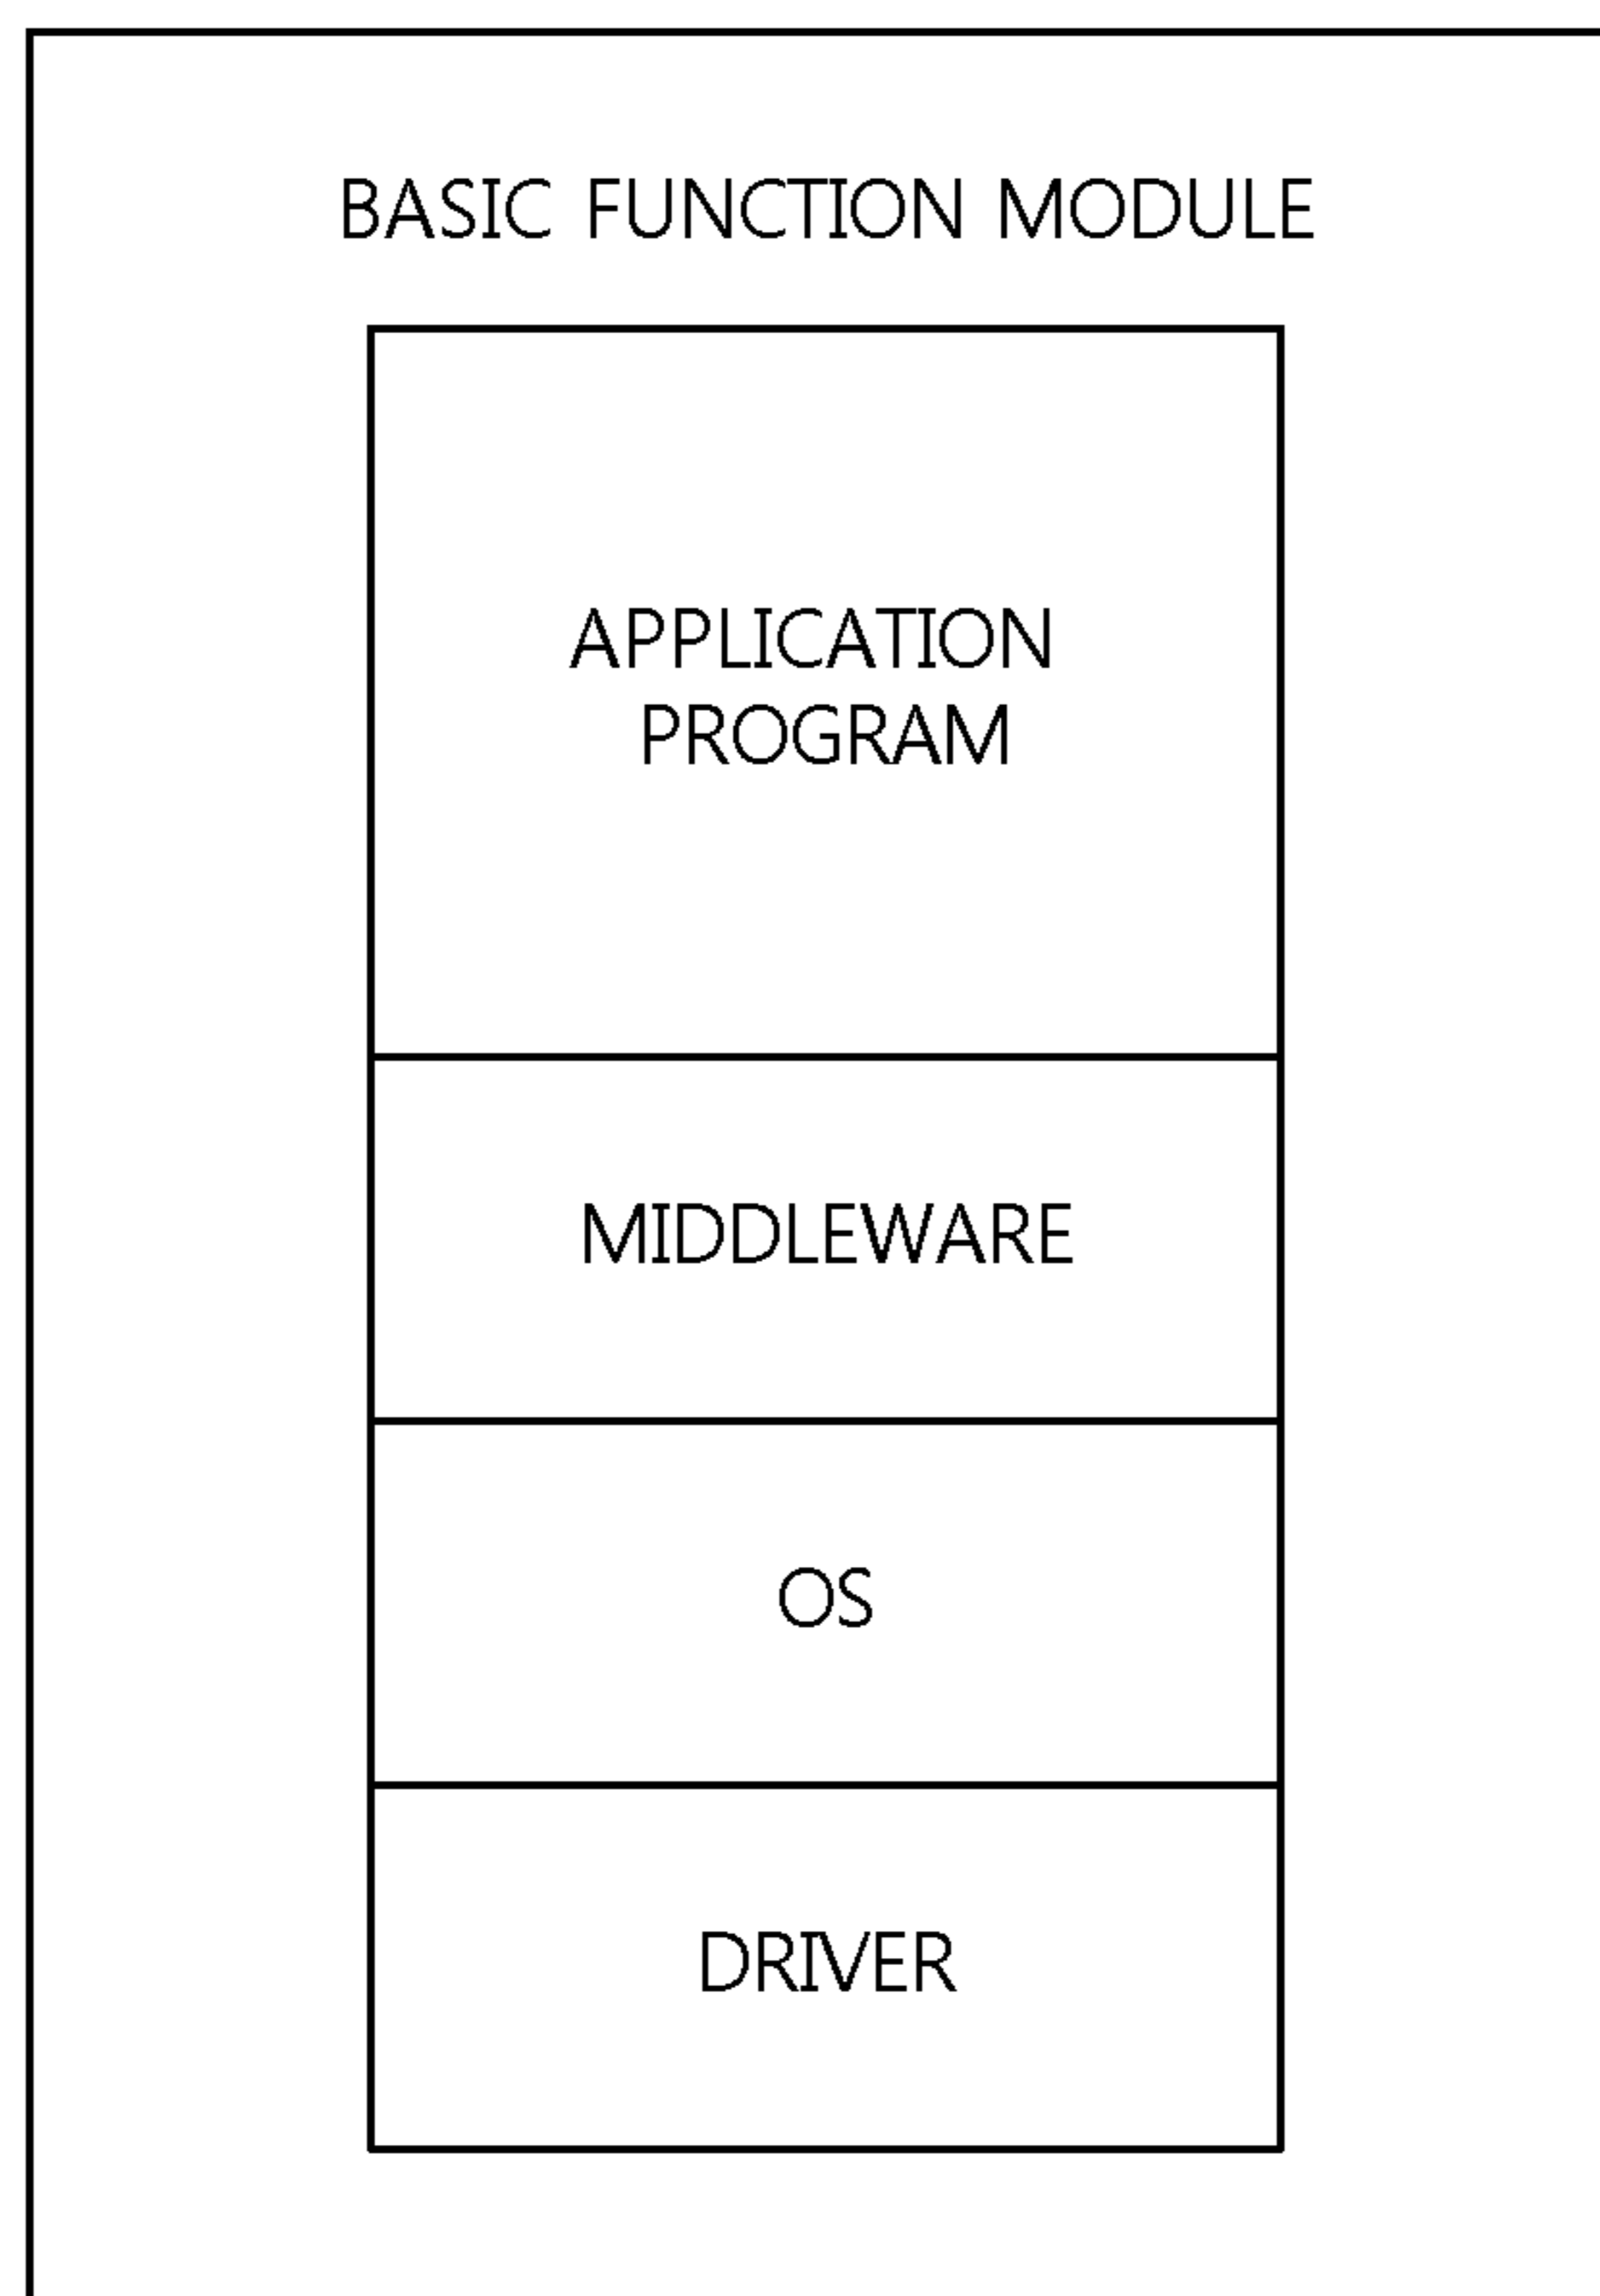 BASIC FUNCTION MODULE
APPLICATION
PROGRAM
MIDDLEWARE
OS
DRIVER